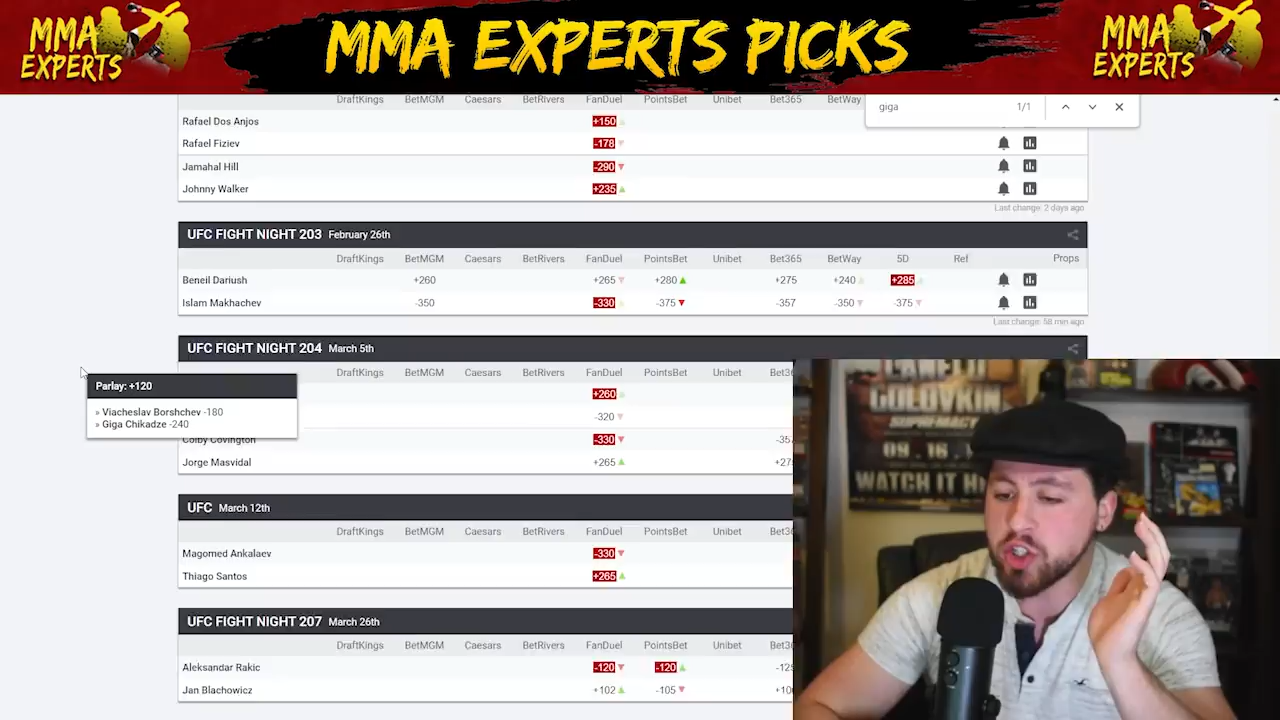 MMA EXPERTS
MMA EXPERTS PICKS
MMA EXPERTS
DraftKings BetMGM Caesars BetRivers FanDuel PointsBet Unibet Bet365 BetWay
giga 1/1
Rafael Dos Anjos +150
Rafael Fiziev -178
Jamahal Hill -290
Johnny Walker +235
Last change: 2 days ago
UFC FIGHT NIGHT 203 February 26th
DraftKings BetMGM Caesars BetRivers FanDuel PointsBet Unibet Bet365 BetWay 5D Ref Props
Beneil Dariush +260 +265 +280 +275 +240 +285
Islam Makhachev -350 -330 -375 -357 -350 -375
Last change: 58 min ago
UFC FIGHT NIGHT 204 March 5th
DraftKings BetMGM Caesars BetRivers FanDuel PointsBet Unibet
Parlay: +120
» Viacheslav Borshchev -180
» Giga Chikadze -240
+260
-320
Colby Covington -330
Jorge Masvidal +265
UFC March 12th
DraftKings BetMGM Caesars BetRivers FanDuel PointsBet Unibet
Magomed Ankalaev -330
Thiago Santos +265
UFC FIGHT NIGHT 207 March 26th
DraftKings BetMGM Caesars BetRivers FanDuel PointsBet Unibet
Aleksandar Rakic -120 -120
Jan Blachowicz +102 -105
GOLOVKIN
SUPREMACY
09.16
WATCH IT